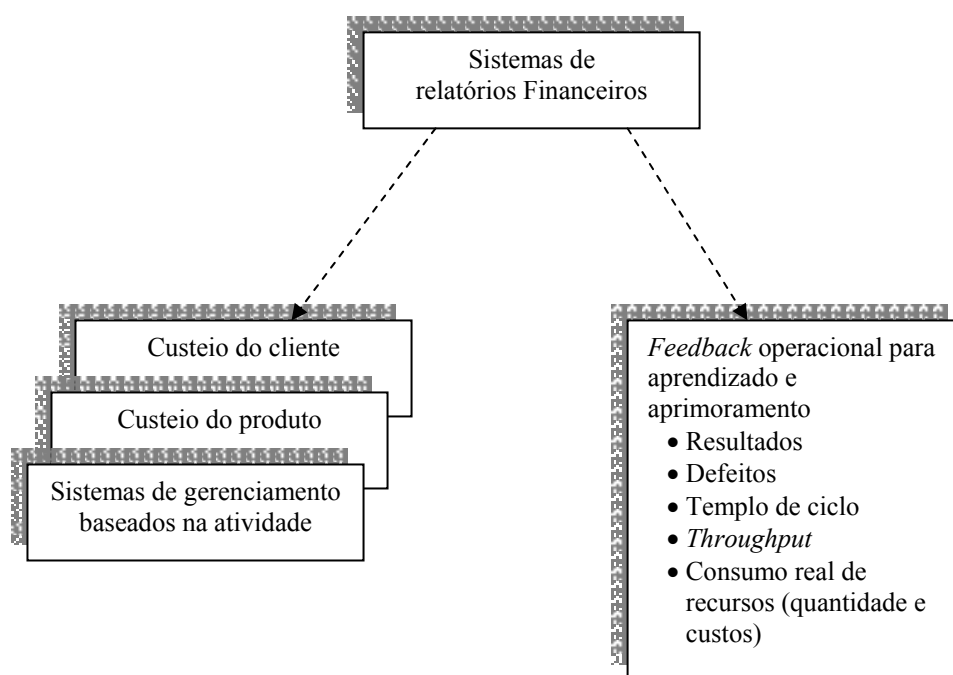 Sistemas de
relatórios Financeiros
Custeio do cliente
Custeio do produto
Sistemas de gerenciamento
baseados na atividade
Feedback operacional para
aprendizado e
aprimoramento
• Resultados
• Defeitos
• Templo de ciclo
• Throughput
• Consumo real de
recursos (quantidade e
custos)